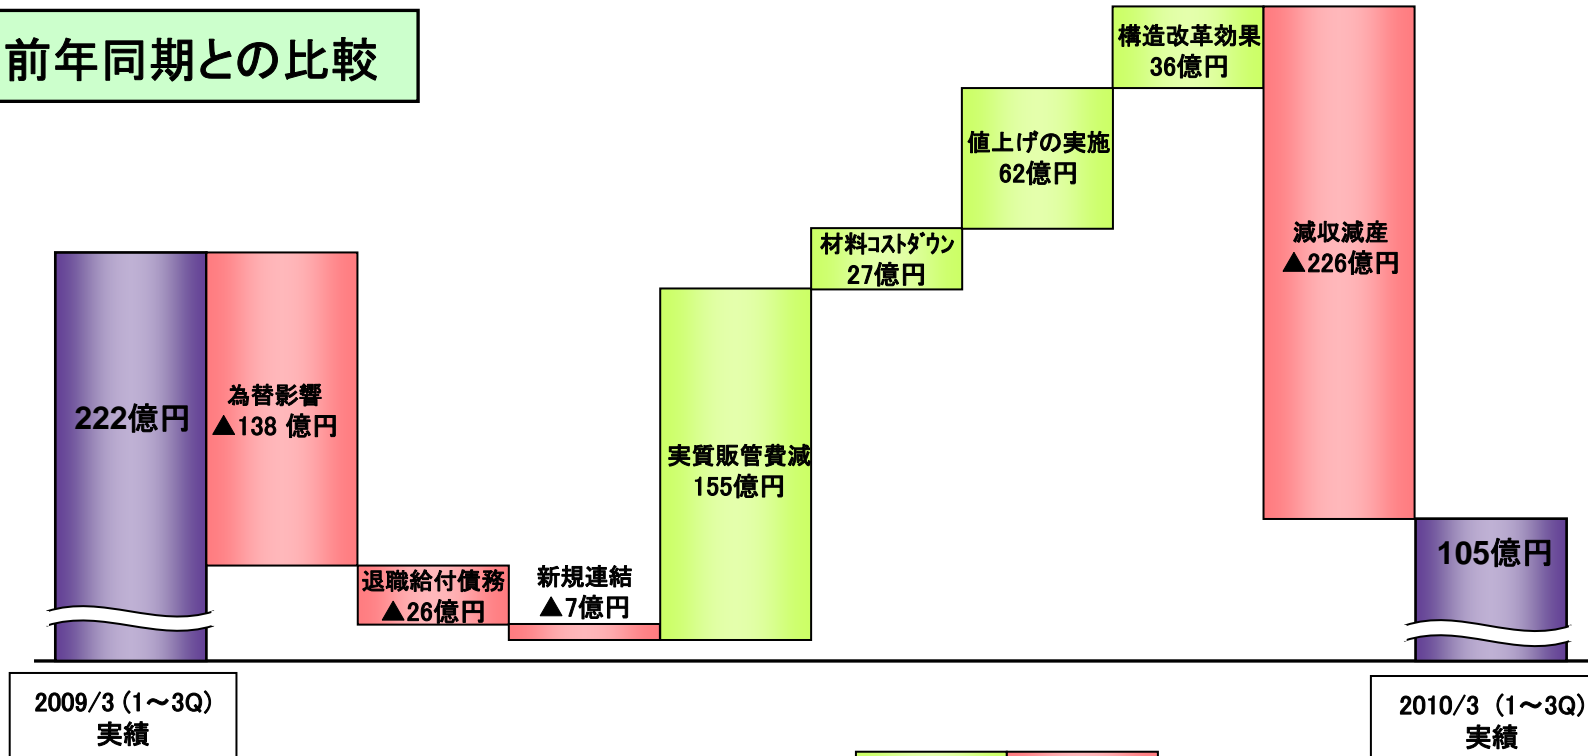 前年同期との比較
222億円
為替影響
▲138 億円
退職給付債務
▲26億円
新規連結
▲7億円
実質販管費減
155億円
材料ｺｽﾄﾀﾞｳﾝ
27億円
値上げの実施
62億円
構造改革効果
36億円
減収減産
▲226億円
105億円
2009/3 (1～3Q)
実績
2010/3 (1～3Q)
実績